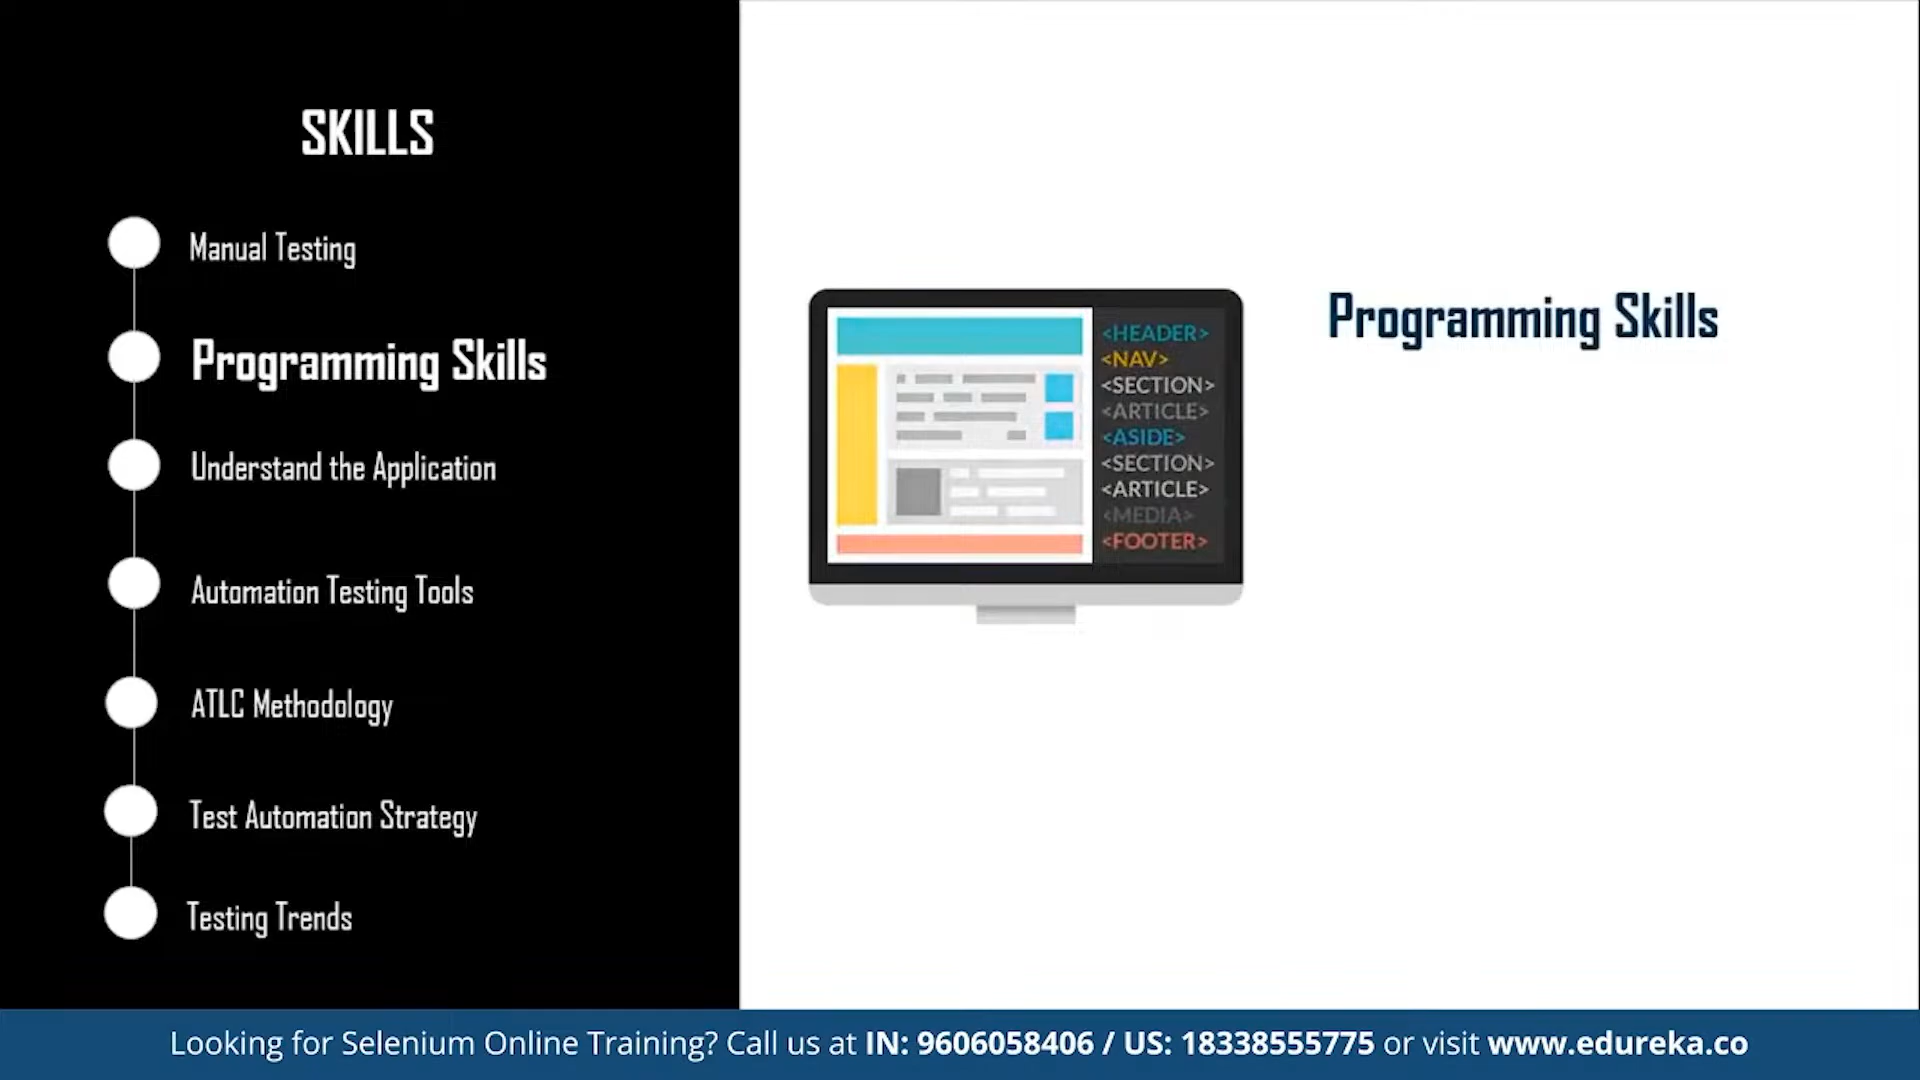 SKILLS
Manual Testing
Programming Skills
Understand the Application
Automation Testing Tools
ATLC Methodology
Test Automation Strategy
Testing Trends
<HEADER>
<NAV>
<SECTION>
<ARTICLE>
<ASIDE>
<SECTION>
<ARTICLE>
<MEDIA>
<FOOTER>
Programming Skills
Looking for Selenium Online Training? Call us at IN: 9606058406 / US: 18338555775 or visit www.edureka.co